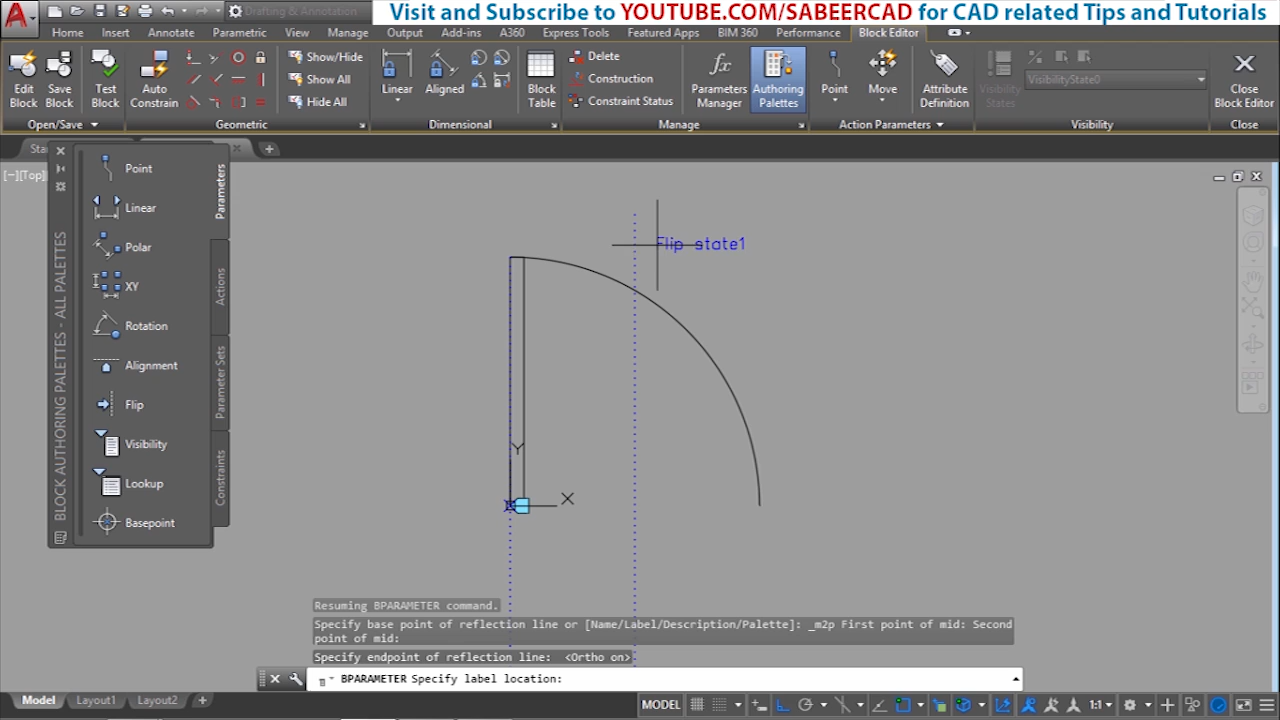 Drafting & Annotation
Visit and Subscribe to YOUTUBE.COM/SABEERCAD for CAD related Tips and Tutorials
Home Insert Annotate Parametric View Manage Output Add-ins A360 Express Tools Featured Apps BIM 360 Performance Block Editor
Edit Block
Save Block
Test Block
Auto Constrain
Show/Hide
Show All
Hide All
Linear
Aligned
Block Table
Delete
Construction
Constraint Status
Parameters Manager
Authoring Palettes
Point
Move
Attribute Definition
Visibility States
VisibilityState0
Close Block Editor
Open/Save Geometric Dimensional Manage Action Parameters Visibility Close
[−][Top]
BLOCK AUTHORING PALETTES - ALL PALETTES
Point
Linear
Polar
XY
Rotation
Alignment
Flip
Visibility
Lookup
Basepoint
Parameters
Actions
Parameter Sets
Constraints
Flip state1
Y
X
Resuming BPARAMETER command.
Specify base point of reflection line or [Name/Label/Description/Palette]: _m2p First point of mid: Second
point of mid:
Specify endpoint of reflection line: <Ortho on>
BPARAMETER Specify label location:
Model Layout1 Layout2 +
MODEL 1:1